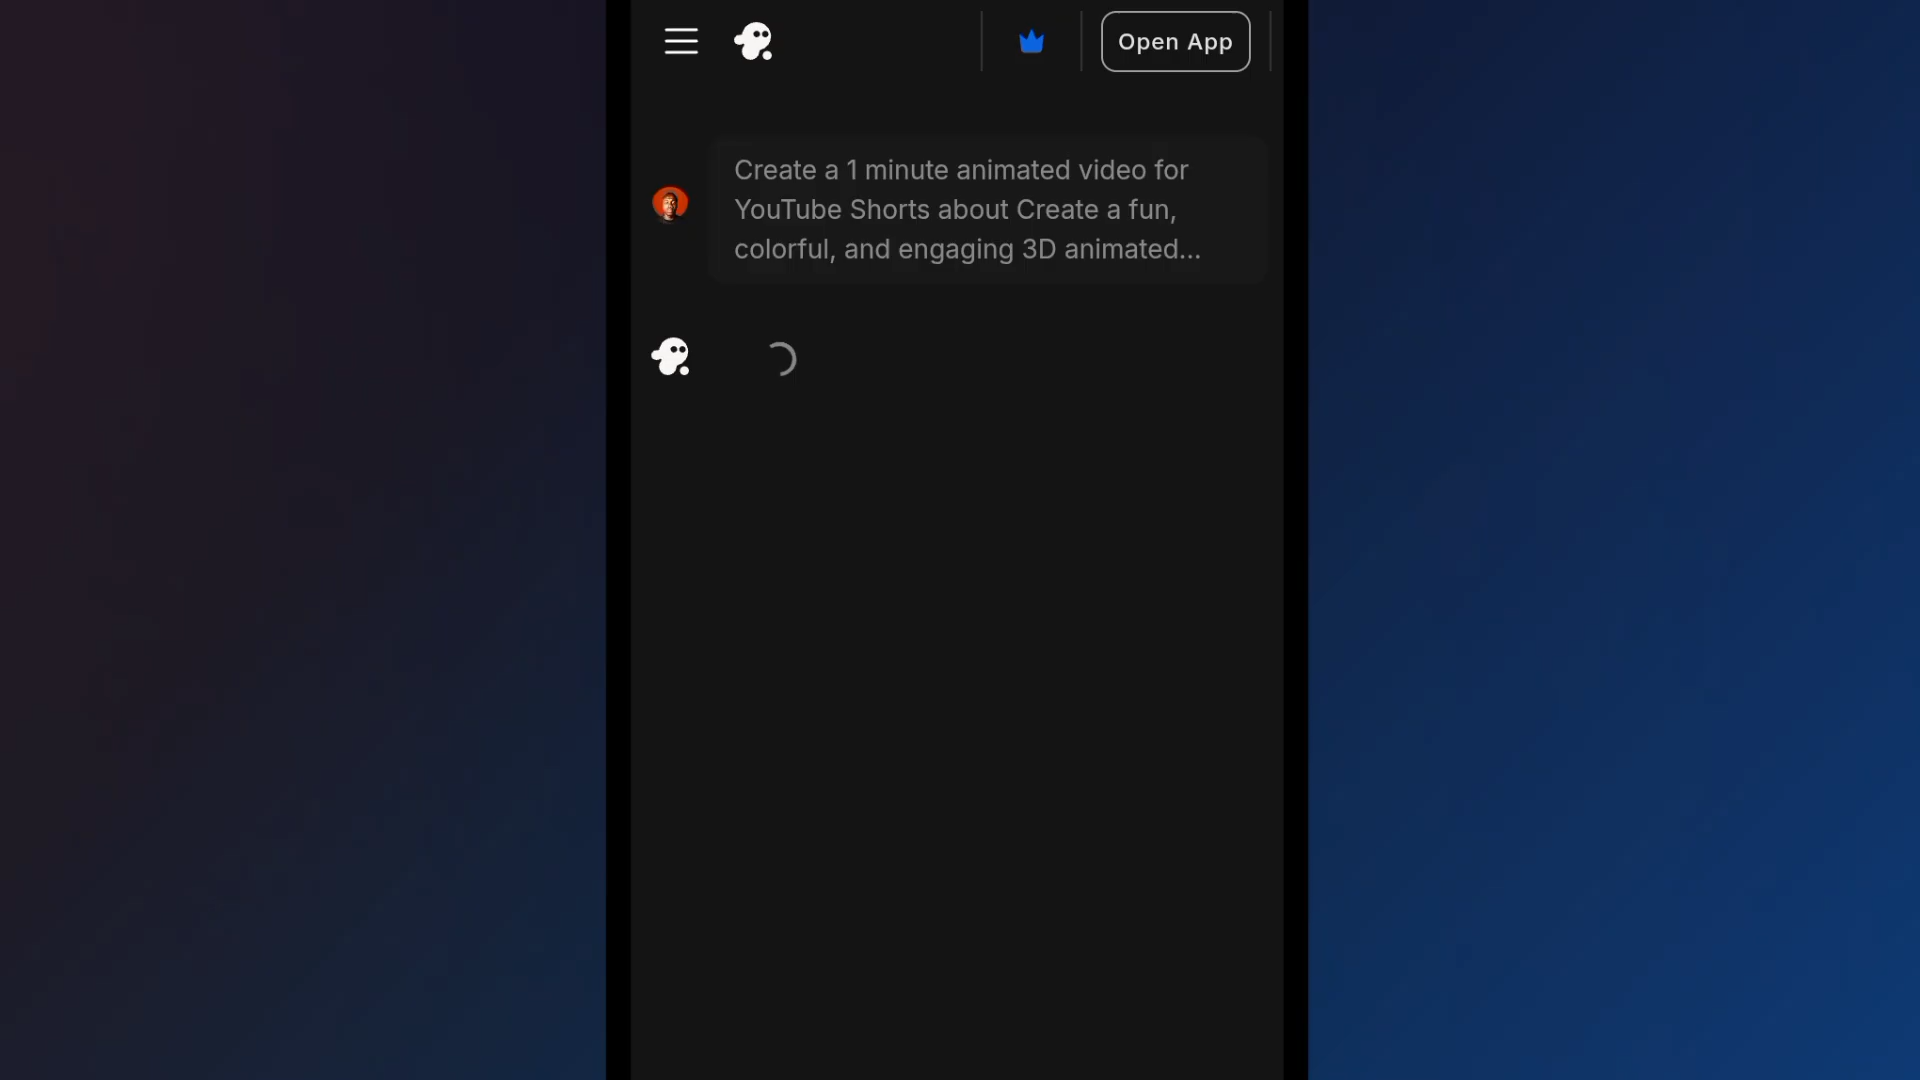 Open App
Create a 1 minute animated video for
YouTube Shorts about Create a fun,
colorful, and engaging 3D animated...